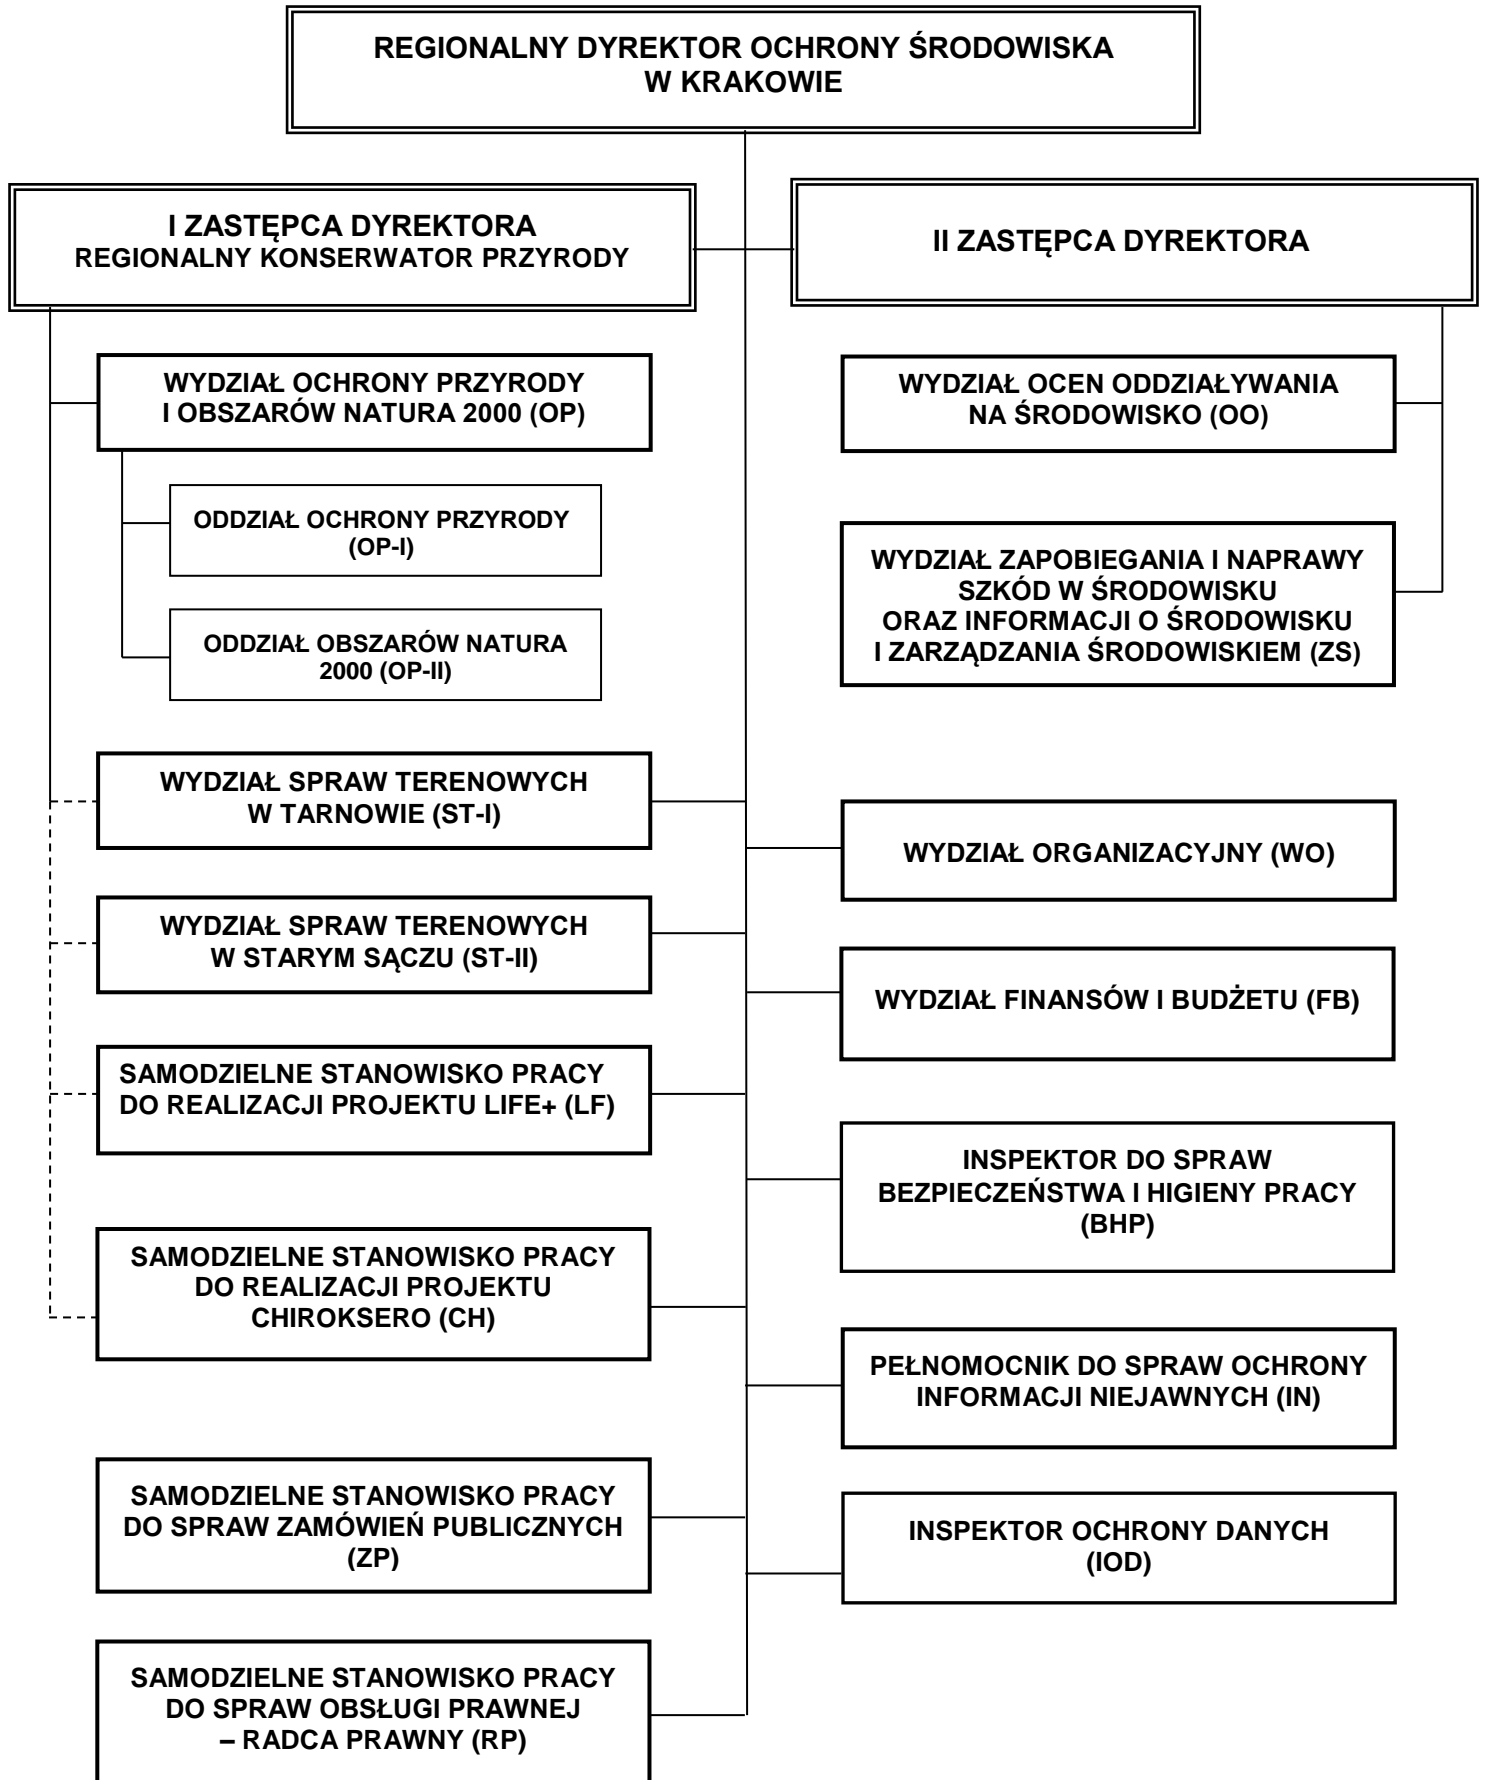 REGIONALNY DYREKTOR OCHRONY ŚRODOWISKA
W KRAKOWIE
I ZASTĘPCA DYREKTORA
REGIONALNY KONSERWATOR PRZYRODY
II ZASTĘPCA DYREKTORA
WYDZIAŁ OCHRONY PRZYRODY
I OBSZARÓW NATURA 2000 (OP)
ODDZIAŁ OCHRONY PRZYRODY
(OP-I)
ODDZIAŁ OBSZARÓW NATURA
2000 (OP-II)
WYDZIAŁ OCEN ODDZIAŁYWANIA
NA ŚRODOWISKO (OO)
WYDZIAŁ ZAPOBIEGANIA I NAPRAWY
SZKÓD W ŚRODOWISKU
ORAZ INFORMACJI O ŚRODOWISKU
I ZARZĄDZANIA ŚRODOWISKIEM (ZS)
WYDZIAŁ SPRAW TERENOWYCH
W TARNOWIE (ST-I)
WYDZIAŁ SPRAW TERENOWYCH
W STARYM SĄCZU (ST-II)
SAMODZIELNE STANOWISKO PRACY
DO REALIZACJI PROJEKTU LIFE+ (LF)
SAMODZIELNE STANOWISKO PRACY
DO REALIZACJI PROJEKTU
CHIROKSERO (CH)
SAMODZIELNE STANOWISKO PRACY
DO SPRAW ZAMÓWIEŃ PUBLICZNYCH
(ZP)
SAMODZIELNE STANOWISKO PRACY
DO SPRAW OBSŁUGI PRAWNEJ
– RADCA PRAWNY (RP)
WYDZIAŁ ORGANIZACYJNY (WO)
WYDZIAŁ FINANSÓW I BUDŻETU (FB)
INSPEKTOR DO SPRAW
BEZPIECZEŃSTWA I HIGIENY PRACY
(BHP)
PEŁNOMOCNIK DO SPRAW OCHRONY
INFORMACJI NIEJAWNYCH (IN)
INSPEKTOR OCHRONY DANYCH
(IOD)